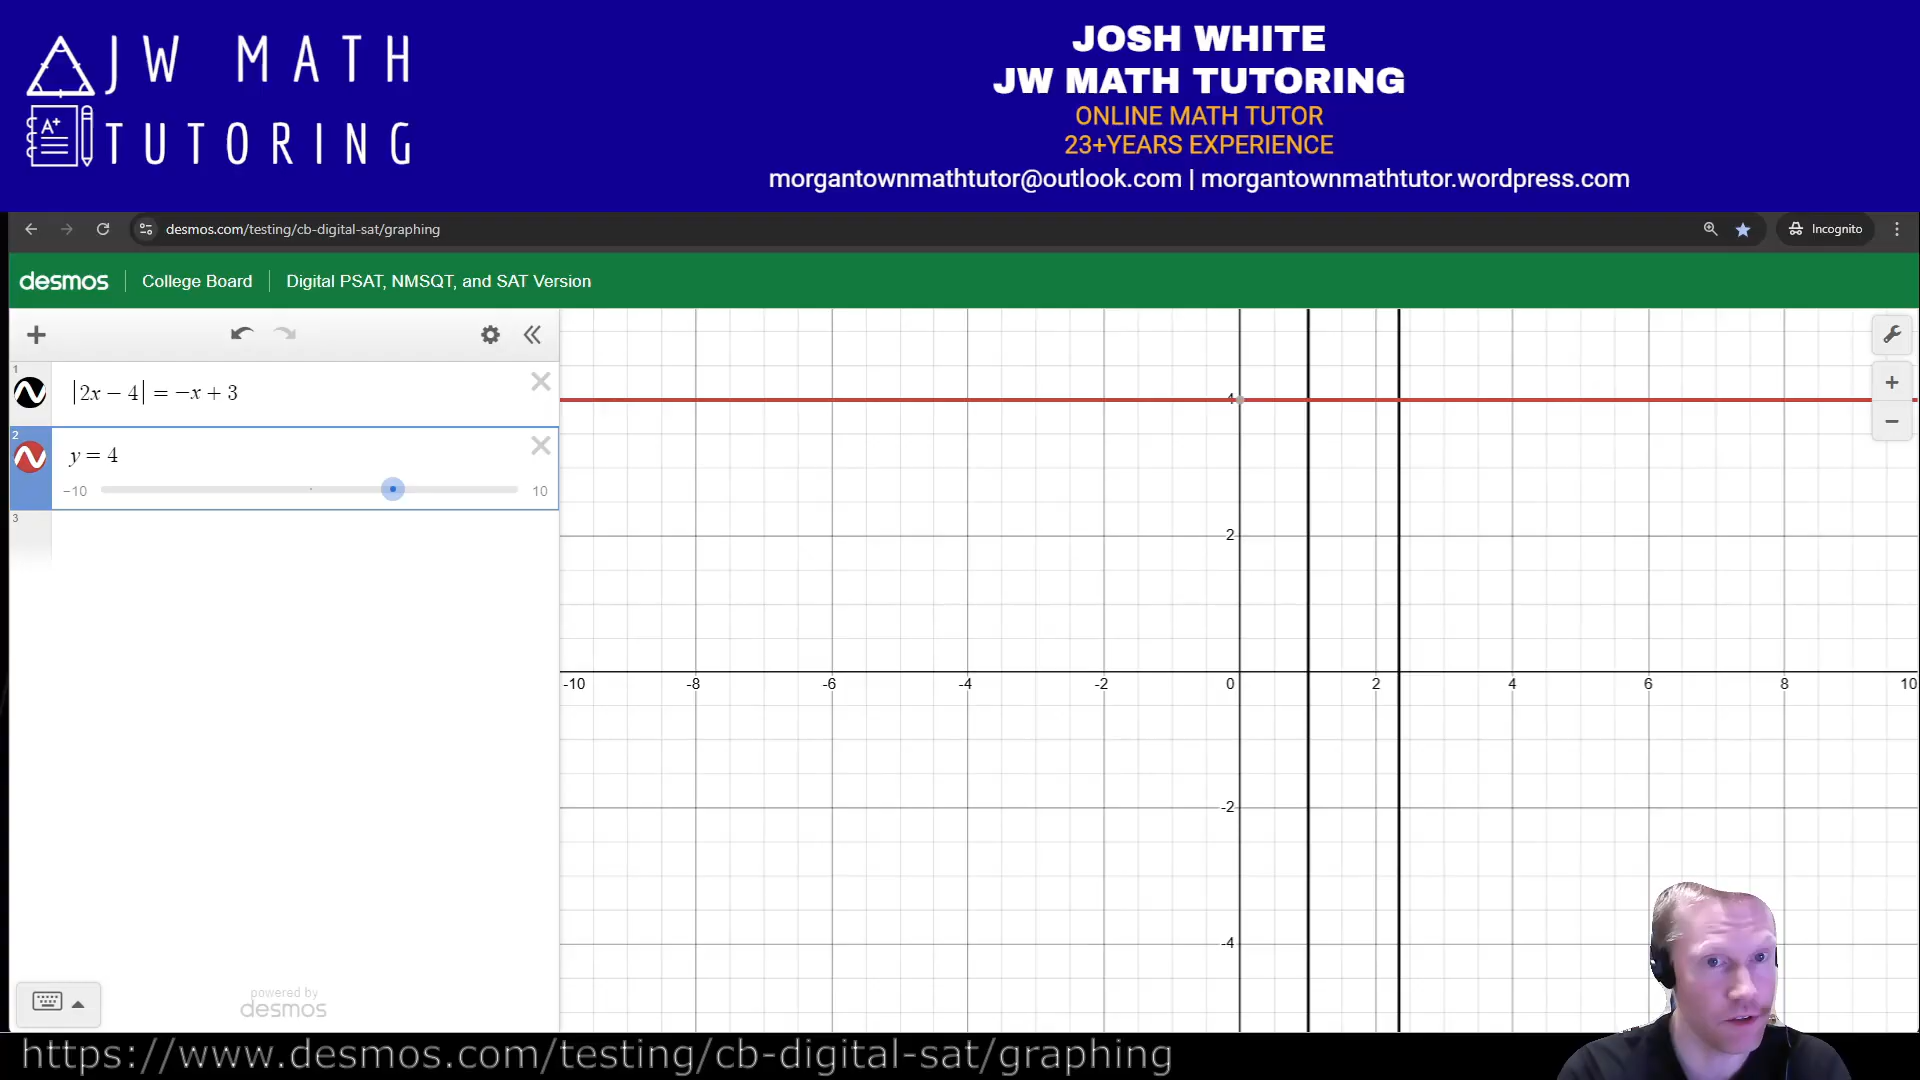 JW MATH
A+
TUTORING
JOSH WHITE
JW MATH TUTORING
ONLINE MATH TUTOR
23+YEARS EXPERIENCE
morgantownmathtutor@outlook.com | morgantownmathtutor.wordpress.com
desmos.com/testing/cb-digital-sat/graphing
Incognito
desmos
College Board
Digital PSAT, NMSQT, and SAT Version
1
|2x − 4| = −x + 3
2
y = 4
−10
10
3
4
2
-10 -8 -6 -4 -2 0 2 4 6 8 10
-2
-4
powered by
desmos
https://www.desmos.com/testing/cb-digital-sat/graphing